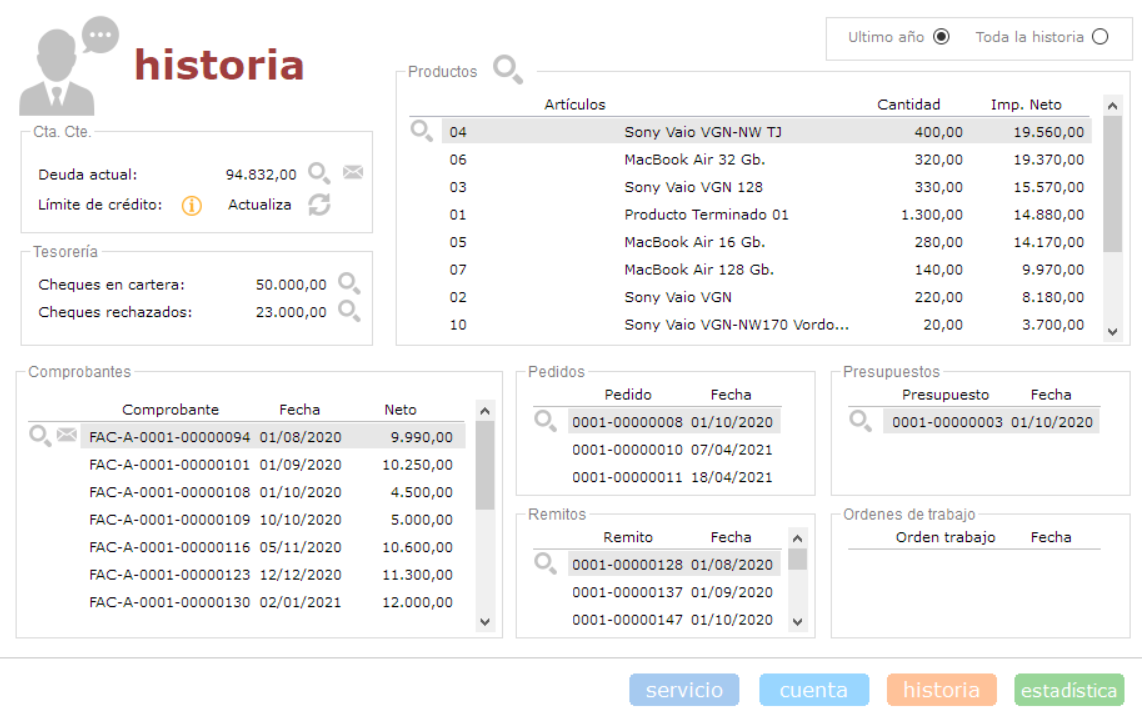 historia
Ultimo año Toda la historia
Cta. Cte.
Deuda actual: 94.832,00
Límite de crédito: Actualiza
Tesorería
Cheques en cartera: 50.000,00
Cheques rechazados: 23.000,00
Productos
Artículos Cantidad Imp. Neto
04 Sony Vaio VGN-NW TJ 400,00 19.560,00
06 MacBook Air 32 Gb. 320,00 19.370,00
03 Sony Vaio VGN 128 330,00 15.570,00
01 Producto Terminado 01 1.300,00 14.880,00
05 MacBook Air 16 Gb. 280,00 14.170,00
07 MacBook Air 128 Gb. 140,00 9.970,00
02 Sony Vaio VGN 220,00 8.180,00
10 Sony Vaio VGN-NW170 Vordo... 20,00 3.700,00
Comprobantes
Comprobante Fecha Neto
FAC-A-0001-00000094 01/08/2020 9.990,00
FAC-A-0001-00000101 01/09/2020 10.250,00
FAC-A-0001-00000108 01/10/2020 4.500,00
FAC-A-0001-00000109 10/10/2020 5.000,00
FAC-A-0001-00000116 05/11/2020 10.600,00
FAC-A-0001-00000123 12/12/2020 11.300,00
FAC-A-0001-00000130 02/01/2021 12.000,00
Pedidos
Pedido Fecha
0001-00000008 01/10/2020
0001-00000010 07/04/2021
0001-00000011 18/04/2021
Presupuestos
Presupuesto Fecha
0001-00000003 01/10/2020
Remitos
Remito Fecha
0001-00000128 01/08/2020
0001-00000137 01/09/2020
0001-00000147 01/10/2020
Ordenes de trabajo
Orden trabajo Fecha
servicio cuenta historia estadística